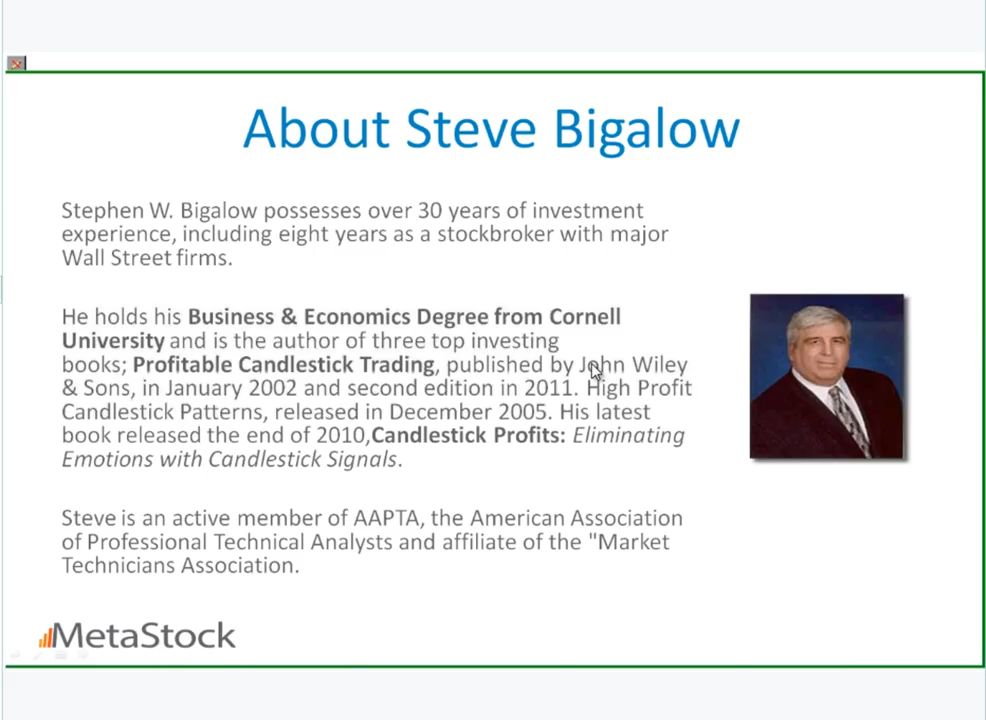 About Steve Bigalow
Stephen W. Bigalow possesses over 30 years of investment
experience, including eight years as a stockbroker with major
Wall Street firms.
He holds his Business & Economics Degree from Cornell
University and is the author of three top investing
books; Profitable Candlestick Trading, published by John Wiley
& Sons, in January 2002 and second edition in 2011. High Profit
Candlestick Patterns, released in December 2005. His latest
book released the end of 2010,Candlestick Profits: Eliminating
Emotions with Candlestick Signals.
Steve is an active member of AAPTA, the American Association
of Professional Technical Analysts and affiliate of the "Market
Technicians Association.
MetaStock